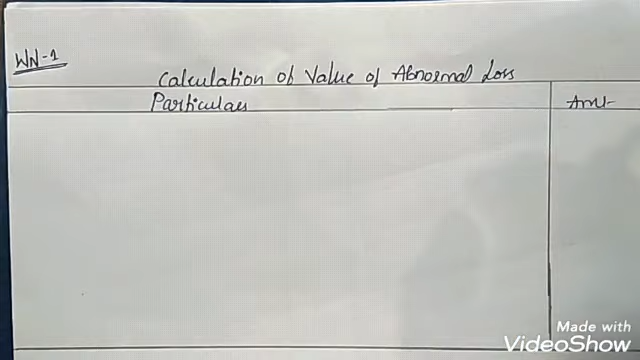 WN-1
Calculation of Value of Abnormal Loss
Particulars Amt-
Made with
VideoShow